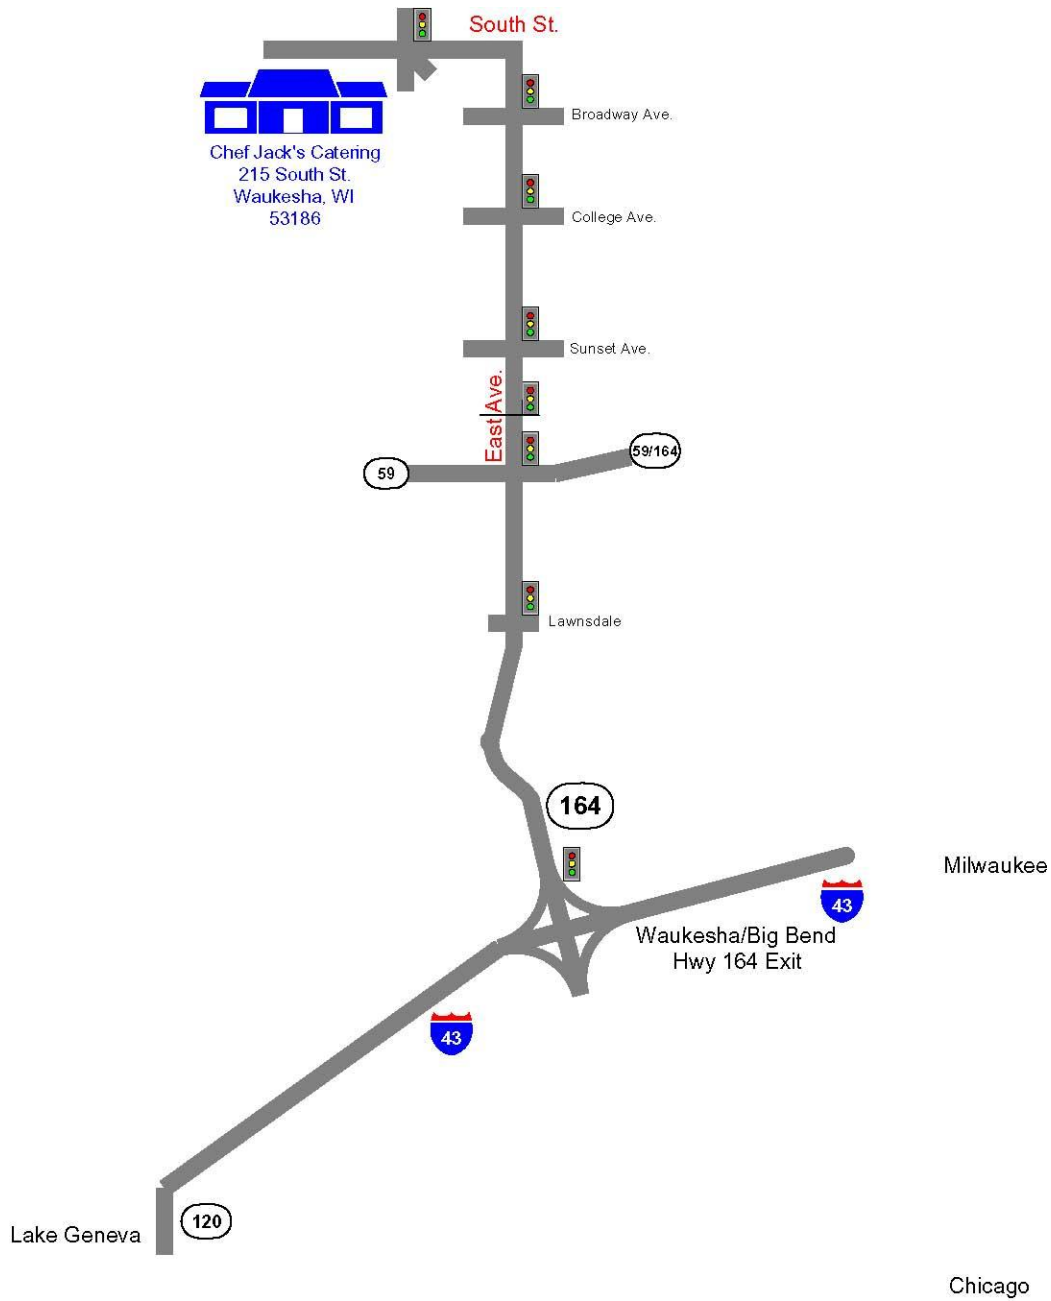 South St.
Broadway Ave.
Chef Jack's Catering
215 South St.
Waukesha, WI
53186
College Ave.
Sunset Ave.
East Ave.
59
59/164
Lawnsdale
164
Milwaukee
43
Waukesha/Big Bend
Hwy 164 Exit
43
120
Lake Geneva
Chicago